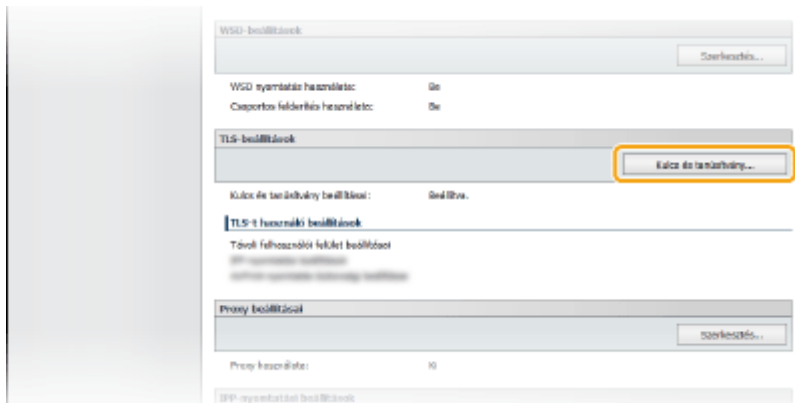 WSD-beállítások
Szerkesztés...
WSD nyomtatás használata: Be
Csoportos felderítés használata: Be
TLS-beállítások
Kulcs és tanúsítvány...
Kulcs és tanúsítvány beállításai: Beállítva.
TLS-t használó beállítások
Távoli felhasználói felület beállításai
Proxy beállításai
Szerkesztés...
Proxy használata: Ki
IPP-nyomtatási beállítások